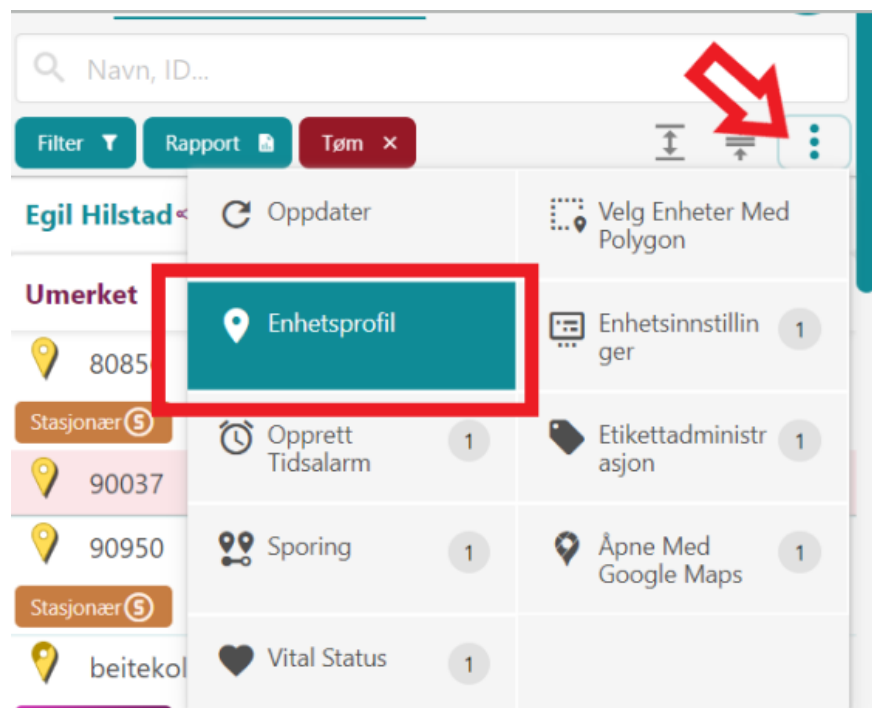 Navn, ID...
Filter
Rapport
Tøm
Egil Hilstad
Oppdater
Velg Enheter Med
Polygon
Umerket
Enhetsprofil
Enhetsinnstillin
ger
1
Stasjonær 5
Opprett
Tidsalarm
1
Etikettadministr
asjon
1
90037
90950
Sporing
1
Åpne Med
Google Maps
1
Stasjonær 5
beitekol
Vital Status
1